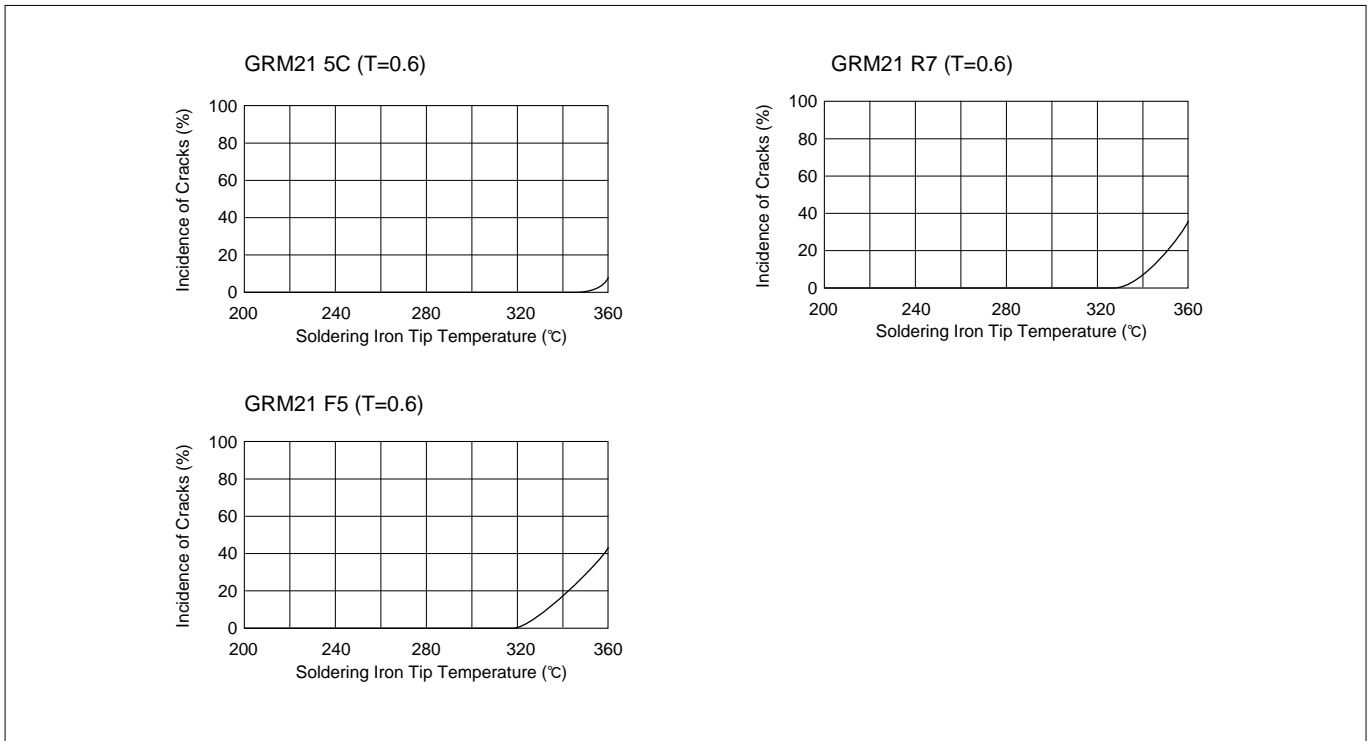 GRM21 5C (T=0.6)
Incidence of Cracks (%)
100
80
60
40
20
0
200 240 280 320 360
Soldering Iron Tip Temperature (℃)
GRM21 R7 (T=0.6)
Incidence of Cracks (%)
100
80
60
40
20
0
200 240 280 320 360
Soldering Iron Tip Temperature (℃)
GRM21 F5 (T=0.6)
Incidence of Cracks (%)
100
80
60
40
20
0
200 240 280 320 360
Soldering Iron Tip Temperature (℃)